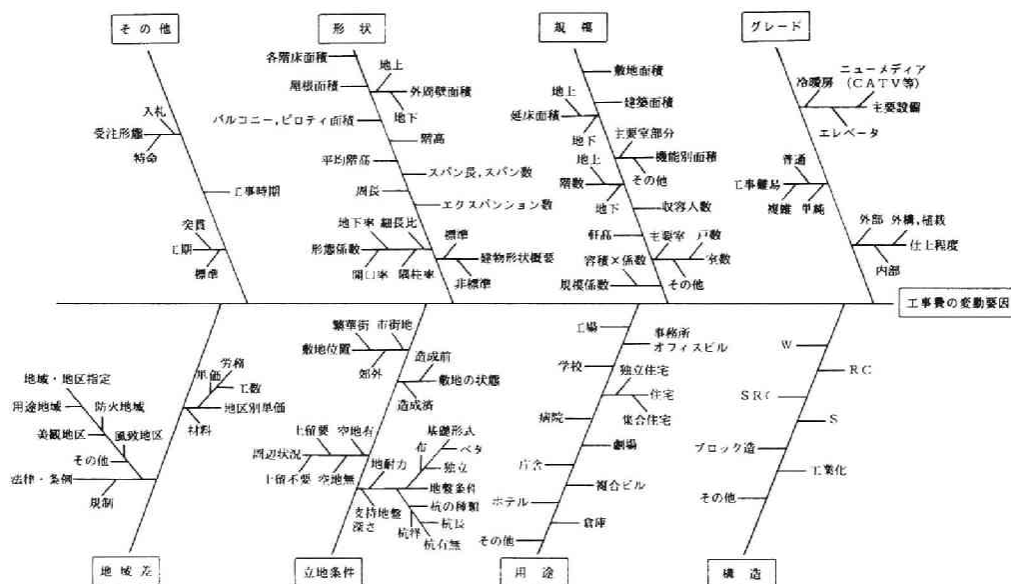 その他
形状
規模
グレード
入札
受注形態
特命
工事時期
突貫
工期
標準
各階床面積
屋根面積
地上
外周壁面積
地下
バルコニー,ピロティ面積
階高
平均階高
スパン長,スパン数
周長
エクスパンション数
地下率
細長比
形態係数
開口率
隅柱率
標準
建物形状概要
非標準
敷地面積
地上
建築面積
延床面積
地下
主要室部分
機能別面積
その他
地上
階数
地下
収容人数
軒高
主要室
戸数
容積×係数
室数
規模係数
その他
冷暖房
ニューメディア
(CATV等)
主要設備
エレベータ
普通
工事難易
複雑
単純
外部
外構,植栽
仕上程度
内部
工事費の変動要因
地域・地区指定
用途地域
防火地域
美観地区
風致地区
その他
法律・条例
規制
労務
単価
工数
地区別単価
材料
繁華街
市街地
敷地位置
郊外
造成前
敷地の状態
造成済
土留要
空地有
周辺状況
土留不要
空地無
地耐力
支持地盤
深さ
基礎形式
布
ベタ
独立
地盤条件
杭の種類
杭長
杭径
杭有無
工場
事務所
オフィスビル
学校
独立住宅
住宅
集合住宅
病院
劇場
庁舎
複合ビル
ホテル
倉庫
その他
W
RC
SRC
S
ブロック造
工業化
その他
地域差
立地条件
用途
構造